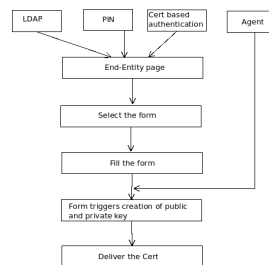 LDAP
PIN
Cert based
authentication
Agent
End-Entity page
Select the form
Fill the form
Form triggers creation of public
and private key
Deliver the Cert